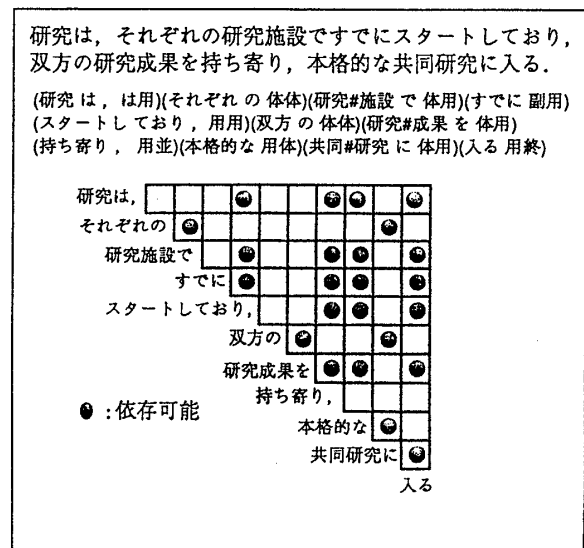 研究は，それぞれの研究施設ですでにスタートしており，
双方の研究成果を持ち寄り，本格的な共同研究に入る．
(研究 は ，は用)(それぞれ の 体体)(研究#施設 で 体用)(すでに 副用)
(スタートし ており ，用用)(双方 の 体体)(研究#成果 を 体用)
(持ち寄り ， 用並)(本格的な 用体)(共同#研究 に 体用)(入る 用終)
研究は，
それぞれの
研究施設で
すでに
スタートしており，
双方の
研究成果を
持ち寄り，
：依存可能
本格的な
共同研究に
入る